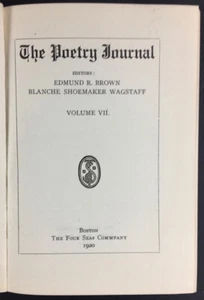 The Poetry Journal
EDITORS:
EDMUND R. BROWN
BLANCHE SHOEMAKER WAGSTAFF
VOLUME VII.
BOSTON
THE FOUR SEAS COMPANY
1920